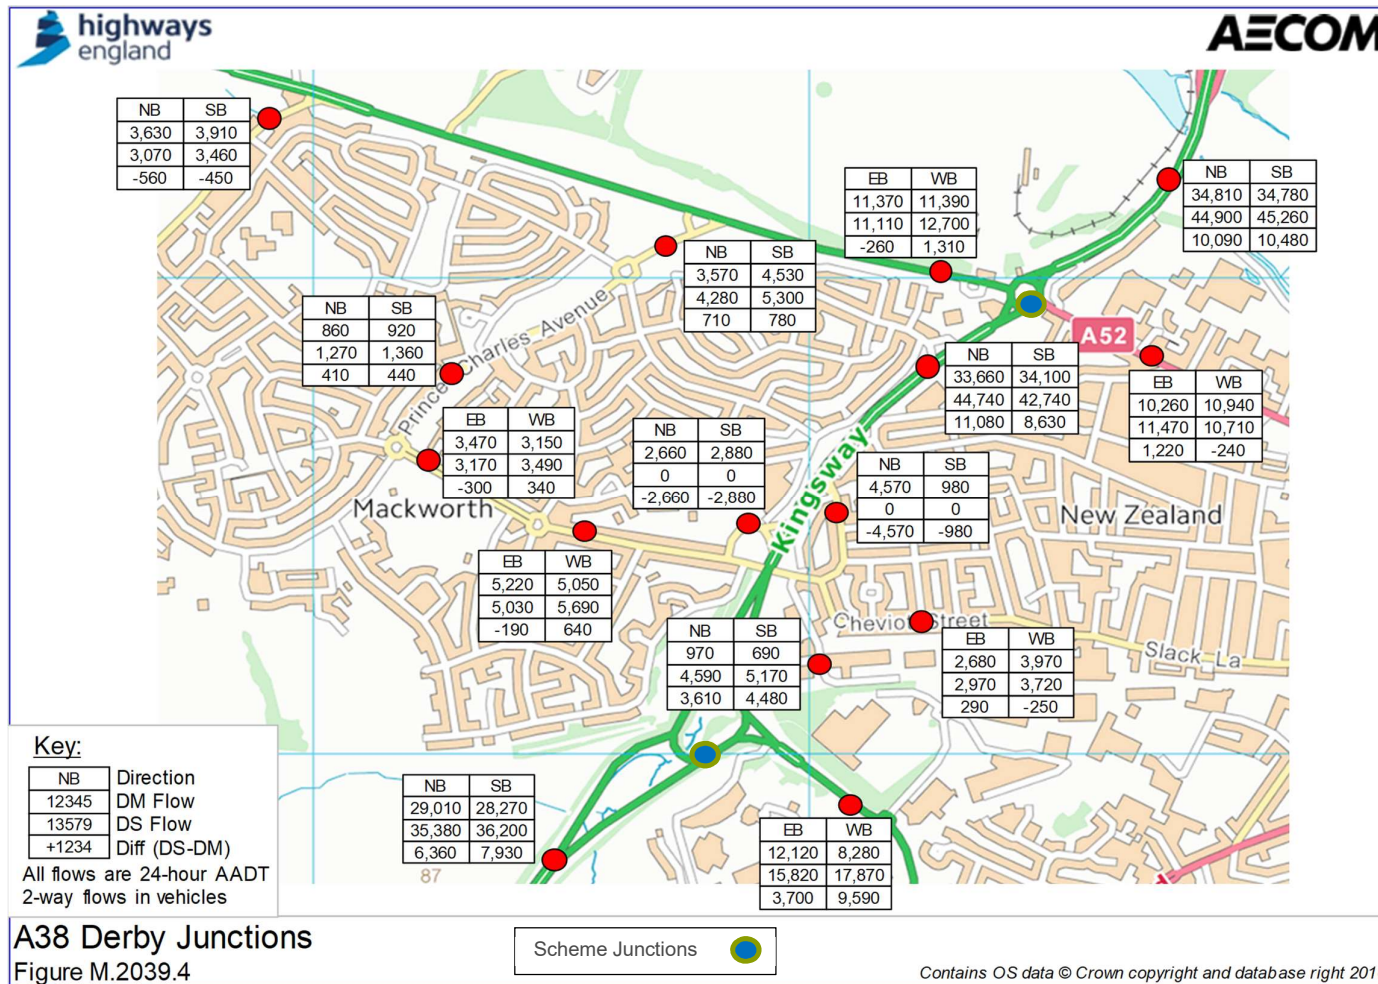 highways
england
AECOM
NB SB
3,630 3,910
3,070 3,460
-560 -450
EB WB
11,370 11,390
11,110 12,700
-260 1,310
NB SB
34,810 34,780
44,900 45,260
10,090 10,480
NB SB
3,570 4,530
4,280 5,300
710 780
NB SB
860 920
1,270 1,360
410 440
Prince Charles Avenue
A52
NB SB
33,660 34,100
44,740 42,740
11,080 8,630
EB WB
10,260 10,940
11,470 10,710
1,220 -240
EB WB
3,470 3,150
3,170 3,490
-300 340
NB SB
2,660 2,880
0 0
-2,660 -2,880
Kingsway
NB SB
4,570 980
0 0
-4,570 -980
Mackworth
New Zealand
EB WB
5,220 5,050
5,030 5,690
-190 640
NB SB
970 690
4,590 5,170
3,610 4,480
Cheviot Street
Slack La
EB WB
2,680 3,970
2,970 3,720
290 -250
NB SB
29,010 28,270
35,380 36,200
6,360 7,930
87
EB WB
12,120 8,280
15,820 17,870
3,700 9,590
Key:
NB Direction
12345 DM Flow
13579 DS Flow
+1234 Diff (DS-DM)
All flows are 24-hour AADT
2-way flows in vehicles
A38 Derby Junctions
Figure M.2039.4
Scheme Junctions
Contains OS data © Crown copyright and database right 201